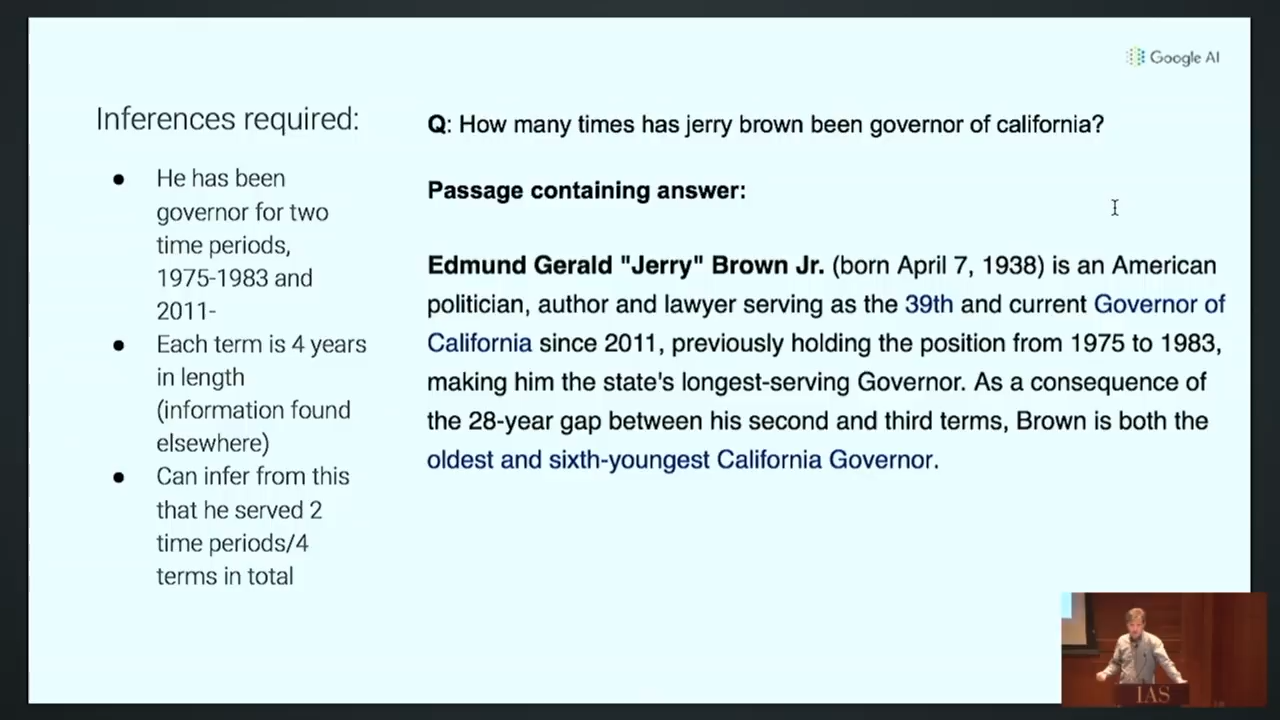 Google AI
Inferences required:
● He has been
governor for two
time periods,
1975-1983 and
2011-
● Each term is 4 years
in length
(information found
elsewhere)
● Can infer from this
that he served 2
time periods/4
terms in total
Q: How many times has jerry brown been governor of california?
Passage containing answer:
Edmund Gerald "Jerry" Brown Jr. (born April 7, 1938) is an American
politician, author and lawyer serving as the 39th and current Governor of
California since 2011, previously holding the position from 1975 to 1983,
making him the state's longest-serving Governor. As a consequence of
the 28-year gap between his second and third terms, Brown is both the
oldest and sixth-youngest California Governor.
IAS